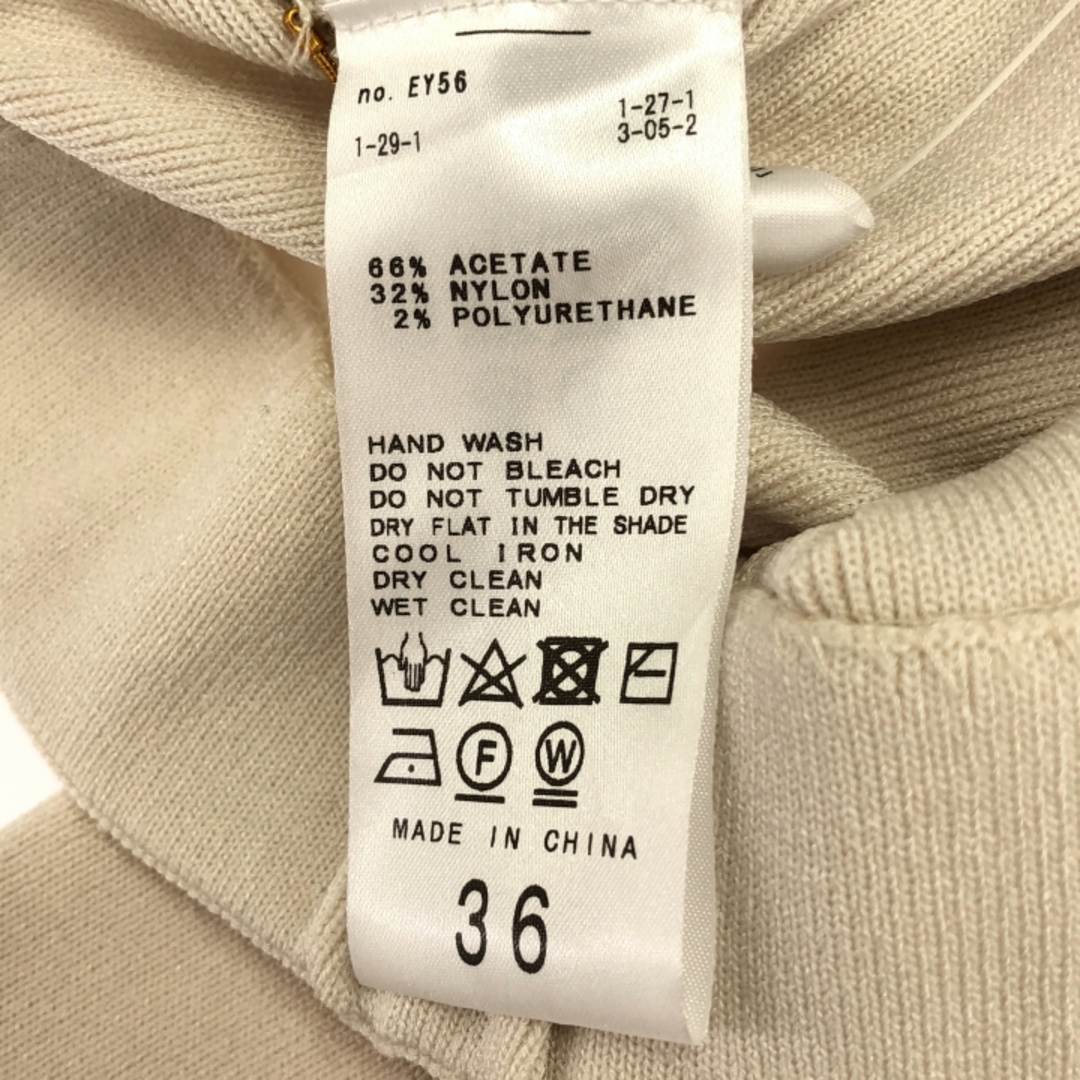 no. EY56
1-27-1
1-29-1
3-05-2
66% ACETATE
32% NYLON
2% POLYURETHANE
HAND WASH
DO NOT BLEACH
DO NOT TUMBLE DRY
DRY FLAT IN THE SHADE
COOL IRON
DRY CLEAN
WET CLEAN
F W
MADE IN CHINA
36